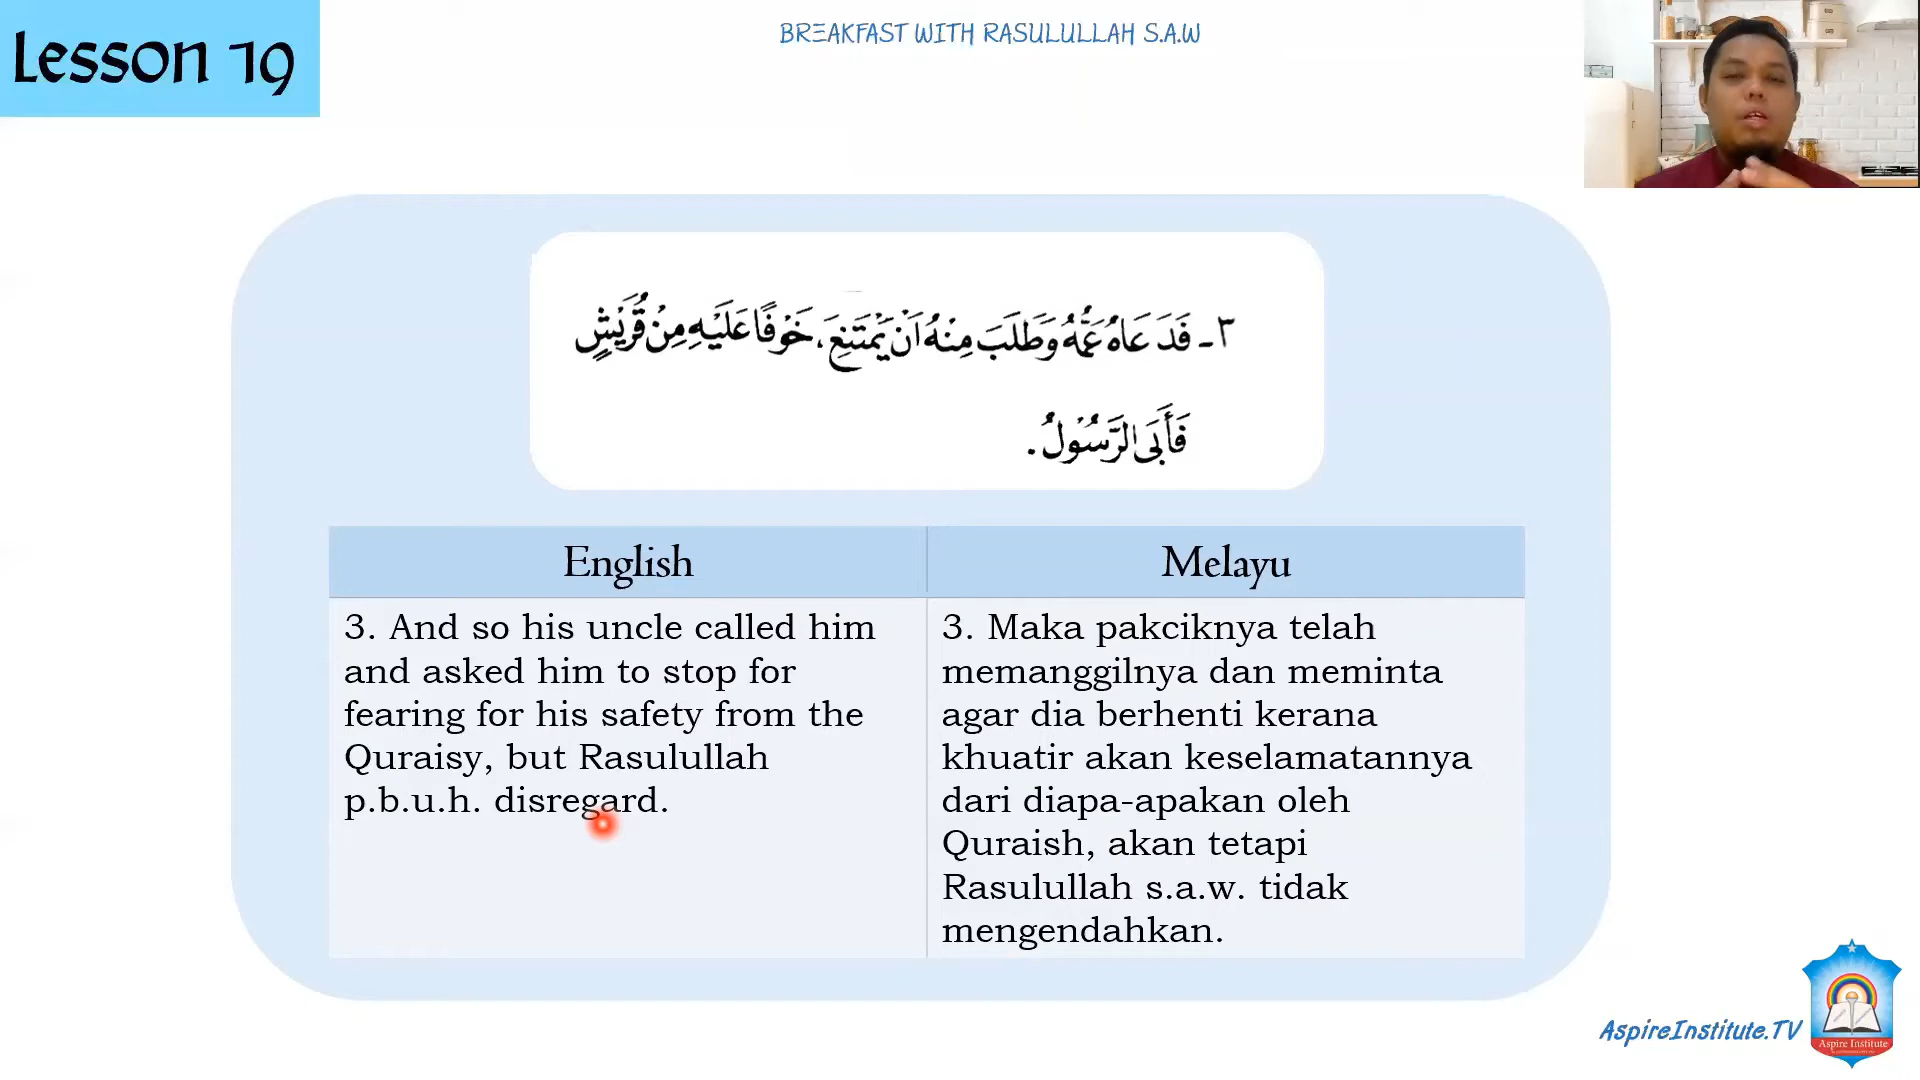 Lesson 19
BREAKFAST WITH RASULULLAH S.A.W
٣- فَدَعَاهُ عَمُّهُ وَطَلَبَ مِنْهُ اَنْ يَمْتَنِعَ، خَوْفًا عَلَيْهِ مِنْ قُرَيْشٍ
فَأَبَى الرَّسُوْلُ.
English
Melayu
3. And so his uncle called him
and asked him to stop for
fearing for his safety from the
Quraisy, but Rasulullah
p.b.u.h. disregard.
3. Maka pakciknya telah
memanggilnya dan meminta
agar dia berhenti kerana
khuatir akan keselamatannya
dari diapa-apakan oleh
Quraish, akan tetapi
Rasulullah s.a.w. tidak
mengendahkan.
AspireInstitute.TV
Aspire Institute